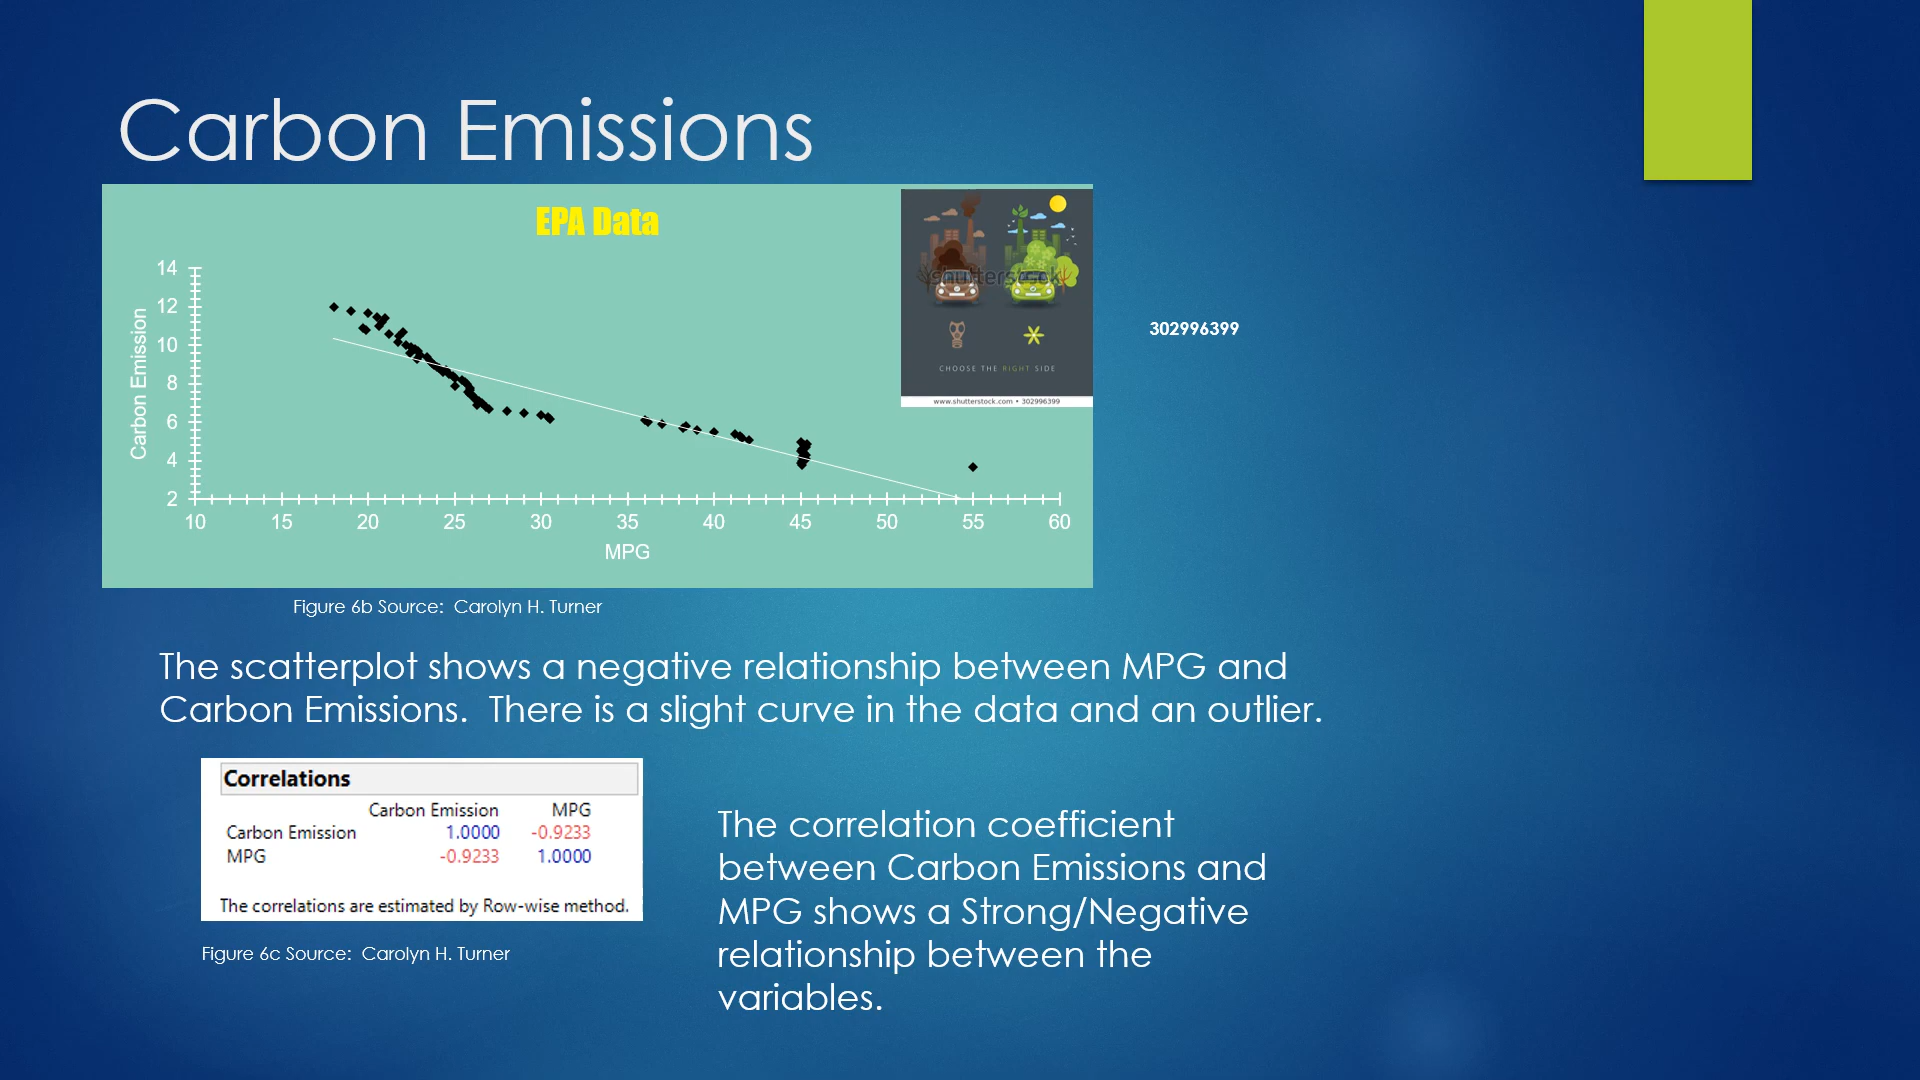 Carbon Emissions
EPA Data
14
12
10
8
6
4
2
Carbon Emission
10 15 20 25 30 35 40 45 50 55 60
MPG
shutterstock
CHOOSE THE RIGHT SIDE
www.shutterstock.com • 302996399
302996399
Figure 6b Source: Carolyn H. Turner
The scatterplot shows a negative relationship between MPG and
Carbon Emissions. There is a slight curve in the data and an outlier.
Correlations
Carbon Emission MPG
Carbon Emission 1.0000 -0.9233
MPG -0.9233 1.0000
The correlations are estimated by Row-wise method.
Figure 6c Source: Carolyn H. Turner
The correlation coefficient
between Carbon Emissions and
MPG shows a Strong/Negative
relationship between the
variables.